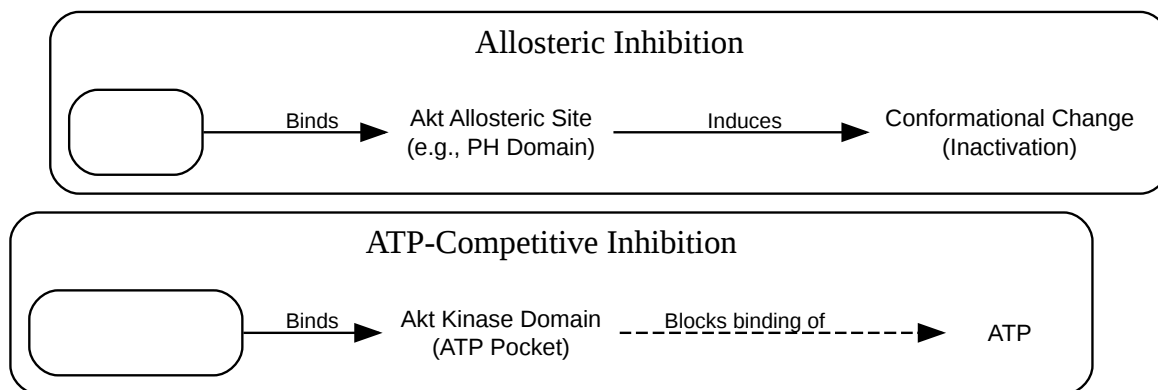 Allosteric Inhibition
Binds
Akt Allosteric Site
(e.g., PH Domain)
Induces
Conformational Change
(Inactivation)
ATP-Competitive Inhibition
Binds
Akt Kinase Domain
(ATP Pocket)
Blocks binding of
ATP